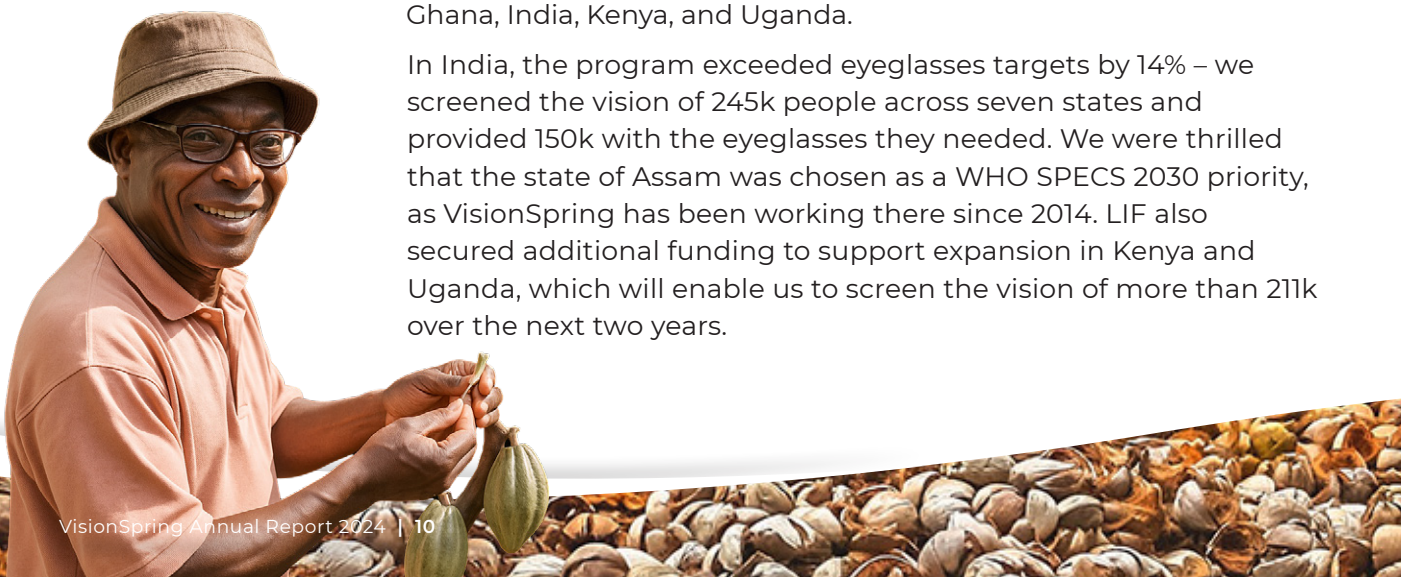 Ghana, India, Kenya, and Uganda.
In India, the program exceeded eyeglasses targets by 14% – we
screened the vision of 245k people across seven states and
provided 150k with the eyeglasses they needed. We were thrilled
that the state of Assam was chosen as a WHO SPECS 2030 priority,
as VisionSpring has been working there since 2014. LIF also
secured additional funding to support expansion in Kenya and
Uganda, which will enable us to screen the vision of more than 211k
over the next two years.
VisionSpring Annual Report 2024 | 10